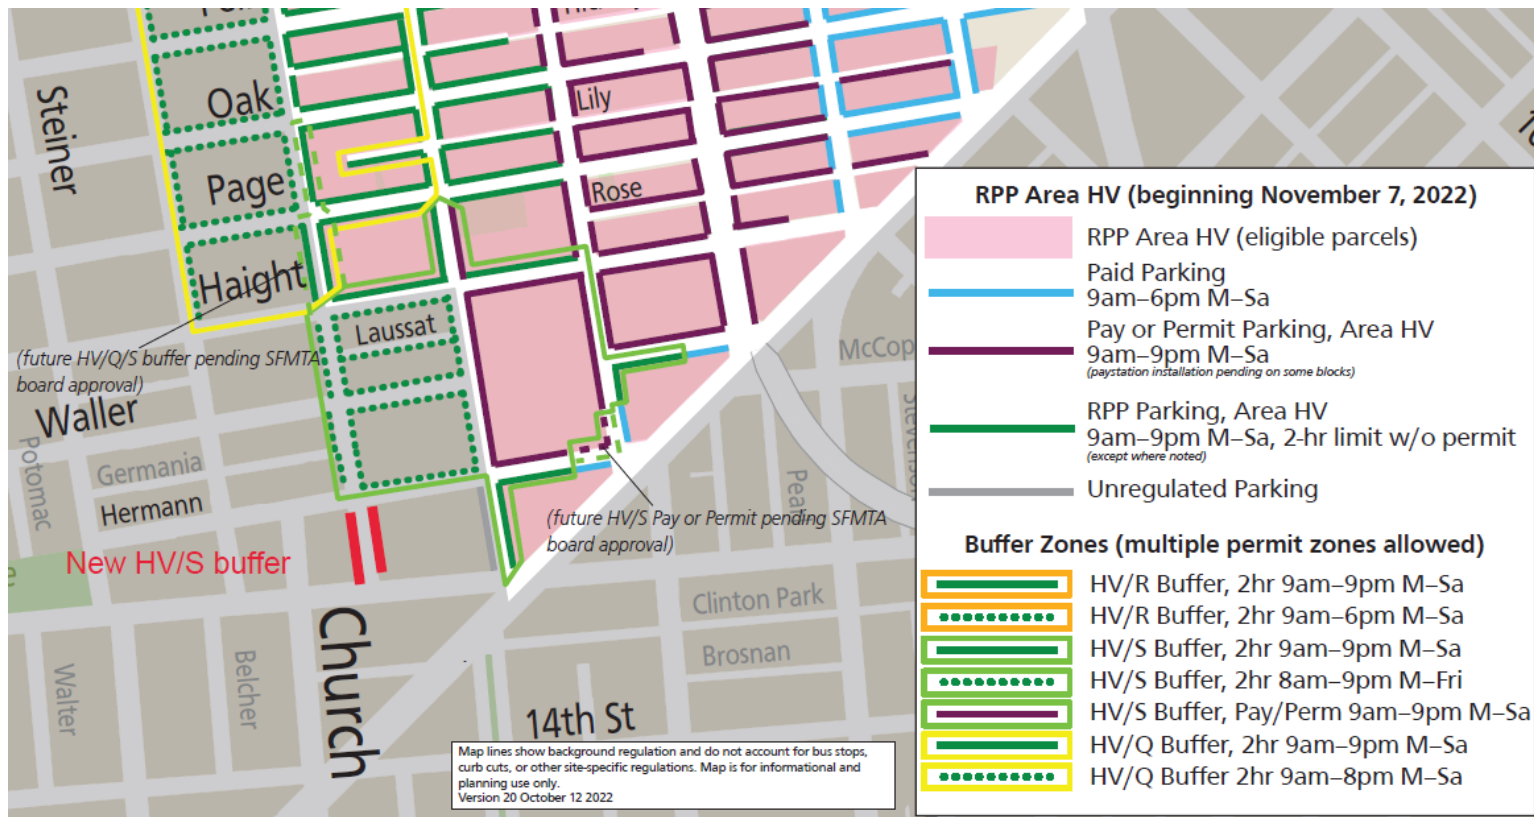 Steiner
Oak
Lily
Page
Rose
Haight
Laussat
(future HV/Q/S buffer pending SFMTA
board approval)
Waller
Potomac
Germania
Hermann
New HV/S buffer
(future HV/S Pay or Permit pending SFMTA
board approval)
McCop
Pearl
Clinton Park
Brosnan
Walter
Belcher
Church
14th St
Map lines show background regulation and do not account for bus stops,
curb cuts, or other site-specific regulations. Map is for informational and
planning use only.
Version 20 October 12 2022
RPP Area HV (beginning November 7, 2022)
RPP Area HV (eligible parcels)
Paid Parking
9am–6pm M–Sa
Pay or Permit Parking, Area HV
9am–9pm M–Sa
(paystation installation pending on some blocks)
RPP Parking, Area HV
9am–9pm M–Sa, 2-hr limit w/o permit
(except where noted)
Unregulated Parking
Buffer Zones (multiple permit zones allowed)
HV/R Buffer, 2hr 9am–9pm M–Sa
HV/R Buffer, 2hr 9am–6pm M–Sa
HV/S Buffer, 2hr 9am–9pm M–Sa
HV/S Buffer, 2hr 8am–9pm M–Fri
HV/S Buffer, Pay/Perm 9am–9pm M–Sa
HV/Q Buffer, 2hr 9am–9pm M–Sa
HV/Q Buffer 2hr 9am–8pm M–Sa